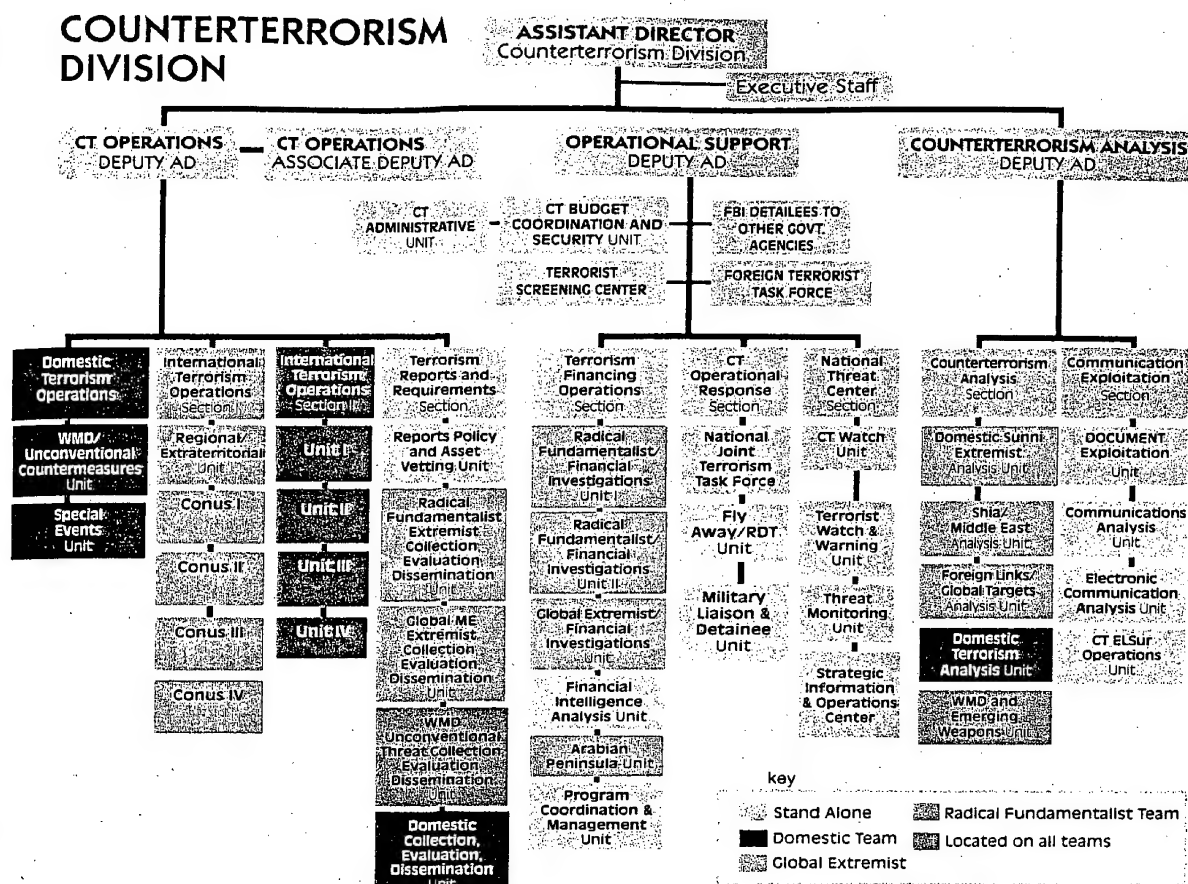 COUNTERTERRORISM
DIVISION
ASSISTANT DIRECTOR
Counterterrorism Division
Executive Staff
CT OPERATIONS
DEPUTY AD
CT OPERATIONS
ASSOCIATE DEPUTY AD
OPERATIONAL SUPPORT
DEPUTY AD
COUNTERTERRORISM ANALYSIS
DEPUTY AD
CT
ADMINISTRATIVE
UNIT
CT BUDGET
COORDINATION AND
SECURITY UNIT
FBI DETAILEES TO
OTHER GOVT.
AGENCIES
TERRORIST
SCREENING CENTER
FOREIGN TERRORIST
TASK FORCE
Domestic
Terrorism
Operations
WMD/
Unconventional
Countermeasures
Unit
Special
Events
Unit
International
Terrorism
Operations
Section I
Regional/
Extraterritorial
Unit
Conus I
Conus II
Conus III
Conus IV
International
Terrorism
Operations
Section II
Unit I
Unit II
Unit III
Unit IV
Terrorism
Reports and
Requirements
Section
Reports Policy
and Asset
Vetting Unit
Radical
Fundamentalist
Extremist
Collection
Evaluation
Dissemination
Unit
Global ME
Extremist
Collection
Evaluation
Dissemination
Unit
WMD
Unconventional
Threat Collection
Evaluation
Dissemination
Unit
Domestic
Collection,
Evaluation,
Dissemination
Unit
Terrorism
Financing
Operations
Section
Radical
Fundamentalist/
Financial
Investigations
Unit I
Radical
Fundamentalist/
Financial
Investigations
Unit II
Global Extremist/
Financial
Investigations
Unit
Financial
Intelligence
Analysis Unit
Arabian
Peninsula Unit
Program
Coordination &
Management
Unit
CT
Operational
Response
Section
National
Joint
Terrorism
Task Force
Fly
Away/RDT
Unit
Military
Liaison &
Detainee
Unit
National
Threat
Center
Section
CT Watch
Unit
Terrorist
Watch &
Warning
Unit
Threat
Monitoring
Unit
Strategic
Information
& Operations
Center
Counterterrorism
Analysis
Section
Domestic Sunni
Extremist
Analysis Unit
Shia/
Middle East
Analysis Unit
Foreign Links/
Global Targets
Analysis Unit
Domestic
Terrorism
Analysis Unit
WMD and
Emerging
Weapons Unit
Communication
Exploitation
Section
DOCUMENT
Exploitation
Unit
Communications
Analysis
Unit
Electronic
Communication
Analysis Unit
CT ELSur
Operations
Unit
key
Stand Alone
Domestic Team
Global Extremist
Radical Fundamentalist Team
Located on all teams